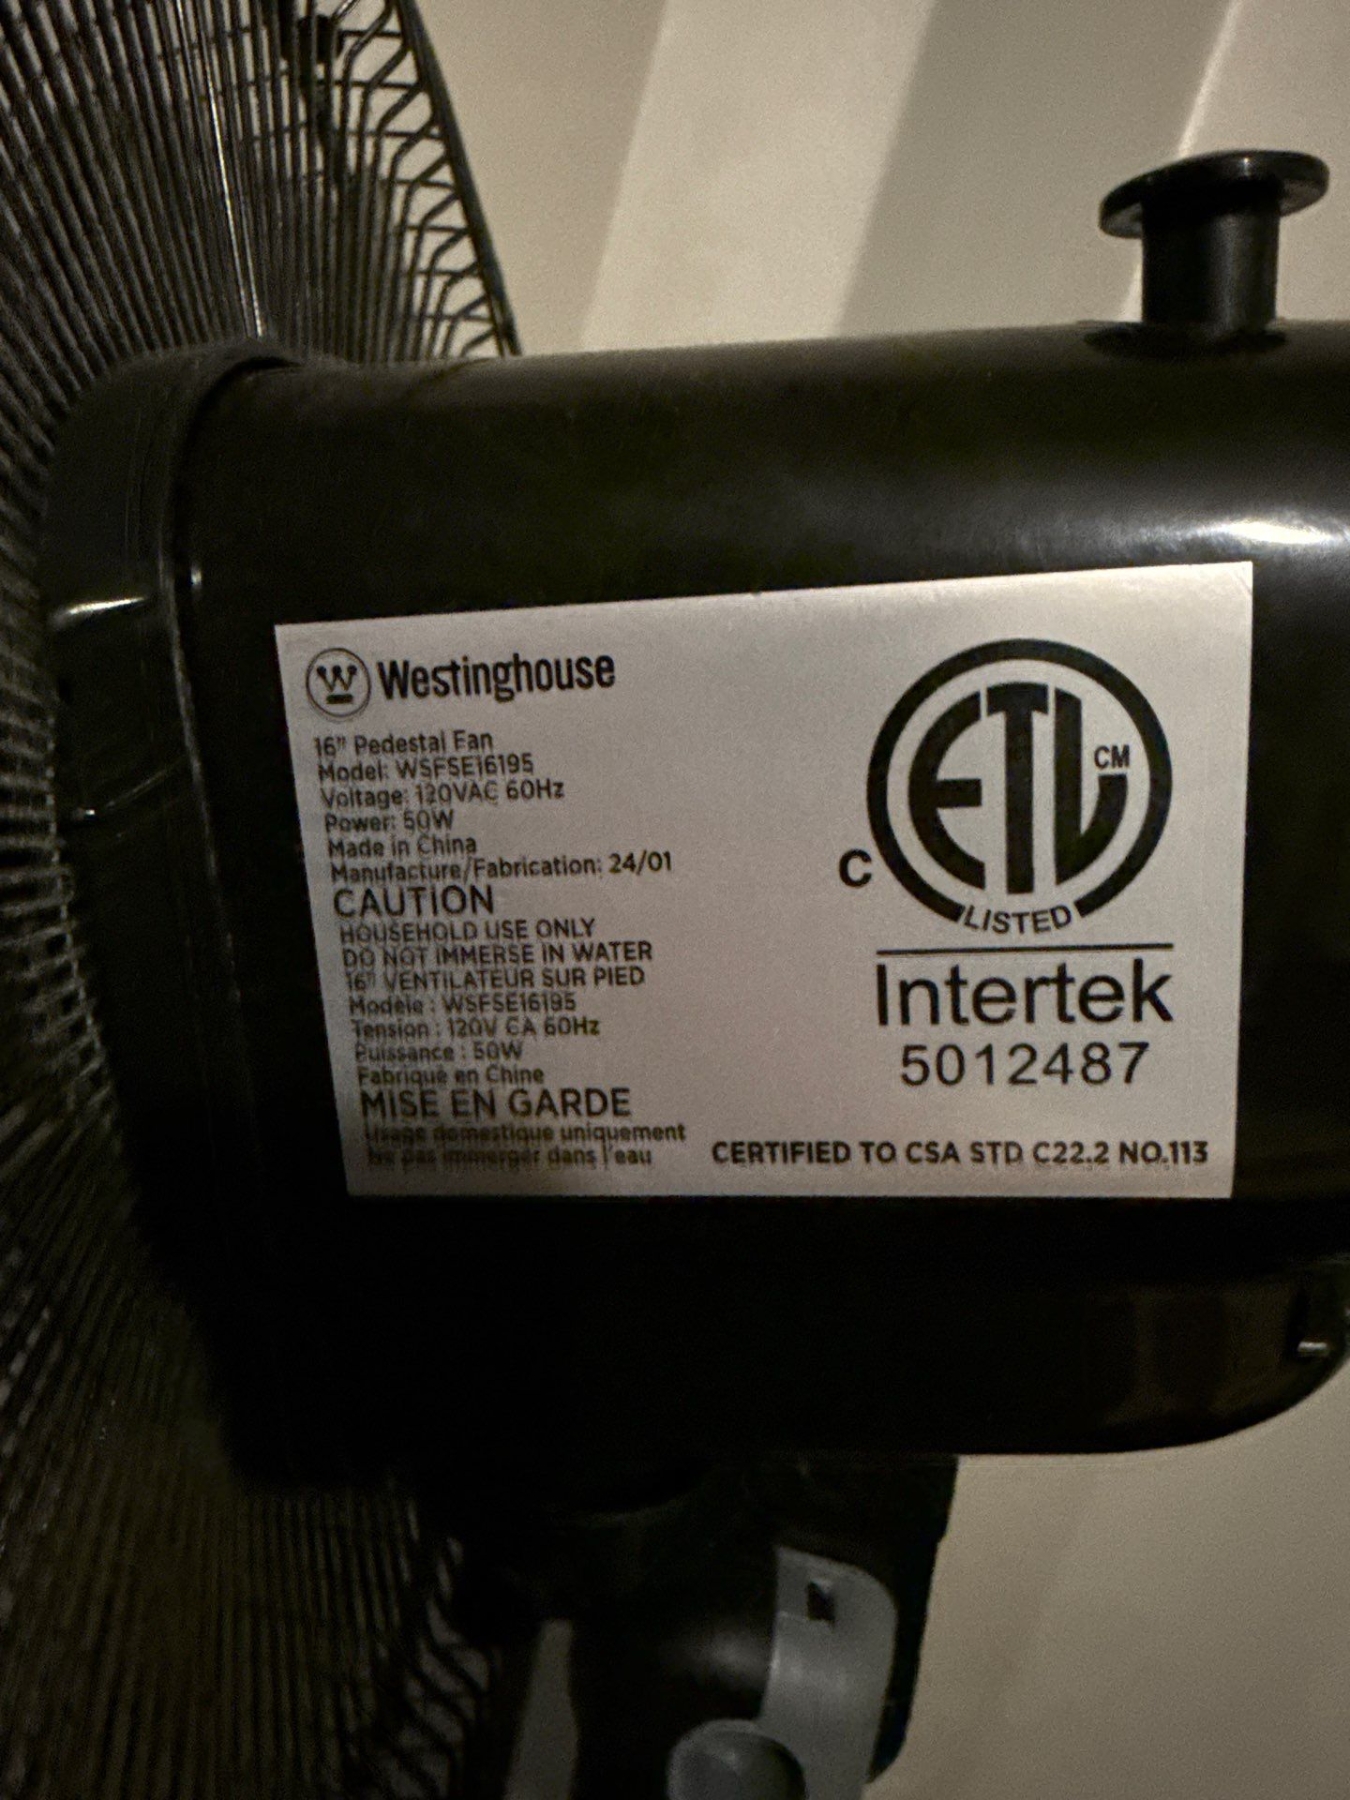 Westinghouse
16" Pedestal Fan
Model: WSFSE16195
Voltage: 120VAC 60Hz
Power: 50W
Made in China
Manufacture/Fabrication: 24/01
CAUTION
HOUSEHOLD USE ONLY
DO NOT IMMERSE IN WATER
16" VENTILATEUR SUR PIED
Modèle : WSFSE16195
Tension : 120V CA 60Hz
Puissance : 50W
Fabriqué en Chine
MISE EN GARDE
Usage domestique uniquement
Ne pas immerger dans l'eau
ETL CM
C
LISTED
Intertek
5012487
CERTIFIED TO CSA STD C22.2 NO.113